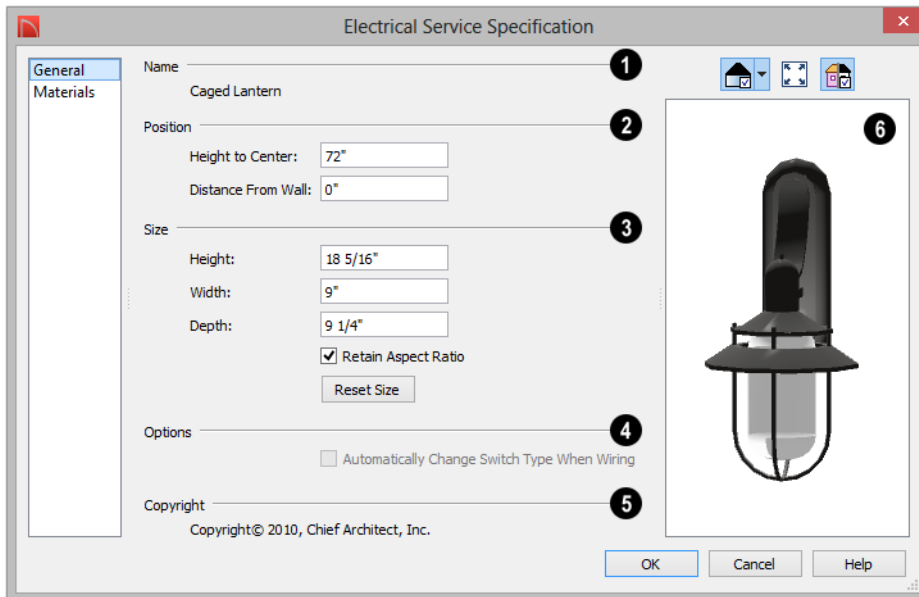 Electrical Service Specification
General
Materials
Name 1
Caged Lantern
Position 2
Height to Center: 72"
Distance From Wall: 0"
Size 3
Height: 18 5/16"
Width: 9"
Depth: 9 1/4"
Retain Aspect Ratio
Reset Size
Options 4
Automatically Change Switch Type When Wiring
Copyright 5
Copyright© 2010, Chief Architect, Inc.
6
OK Cancel Help